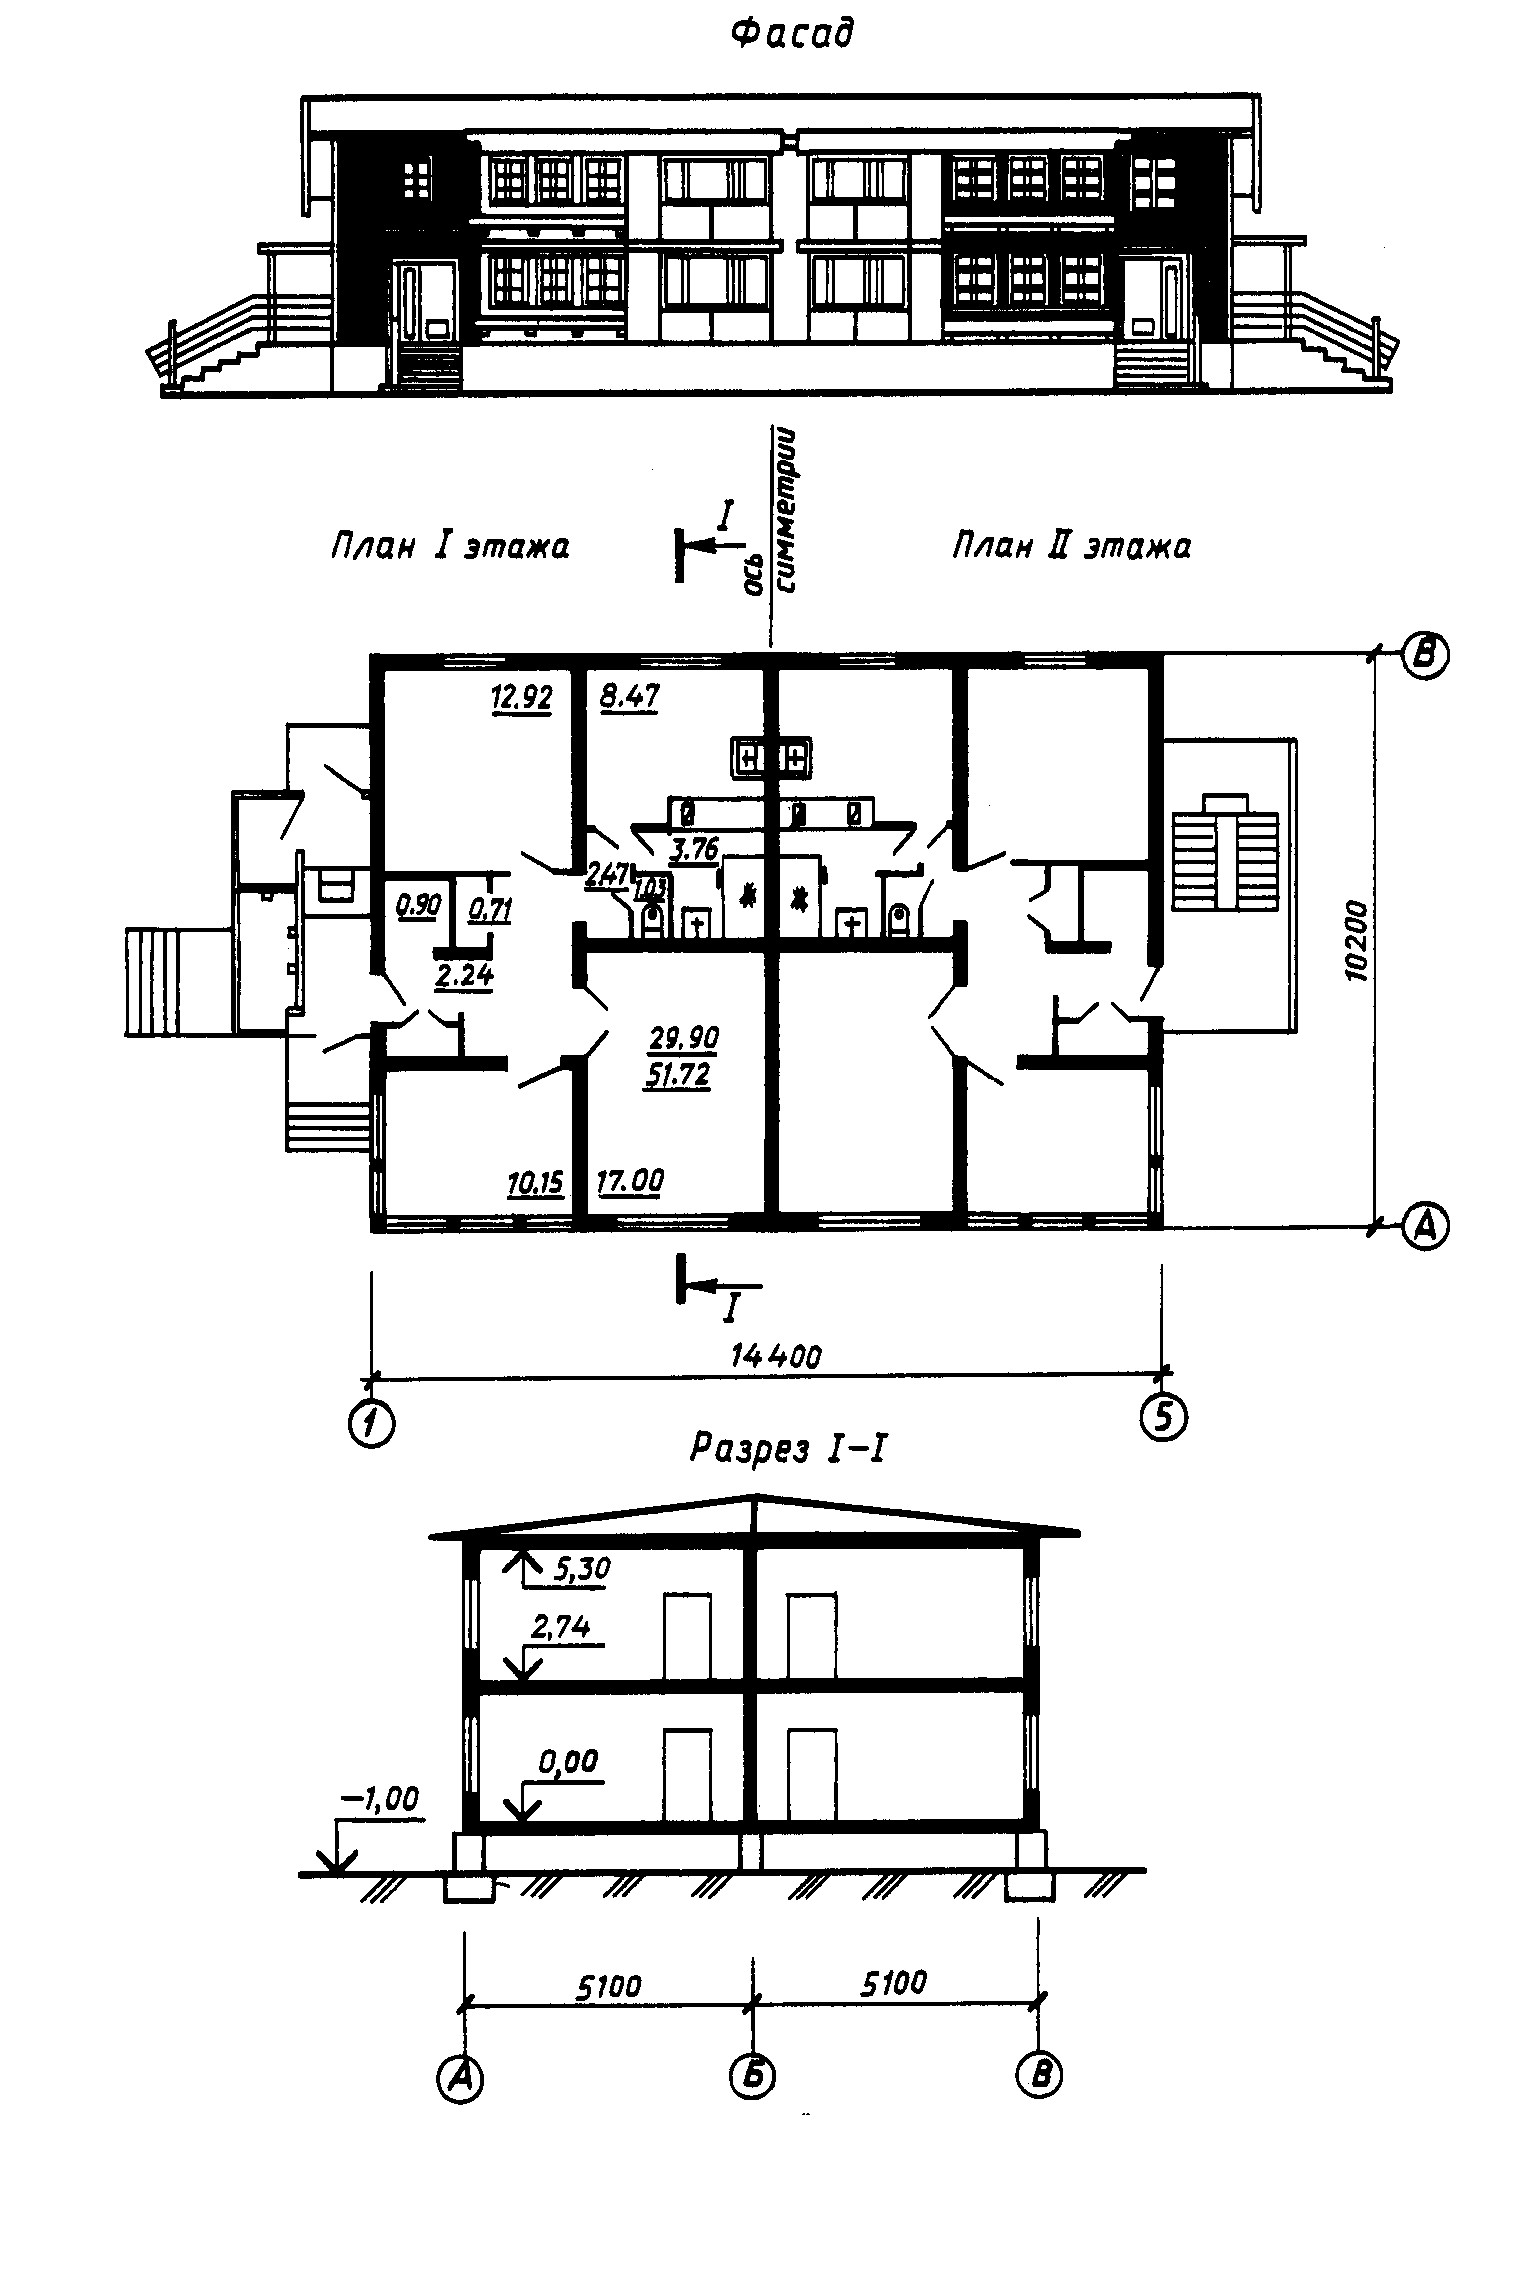 Фасад
ось
симметрии
I
План I этажа
План II этажа
В
12.92
8.47
3.76
2.47
1.03
0.90
0,71
2.24
10200
29.90
51.72
10.15
17.00
А
I
14400
1
5
Разрез I–I
5,30
2,74
0,00
–1,00
5100
5100
А
Б
В